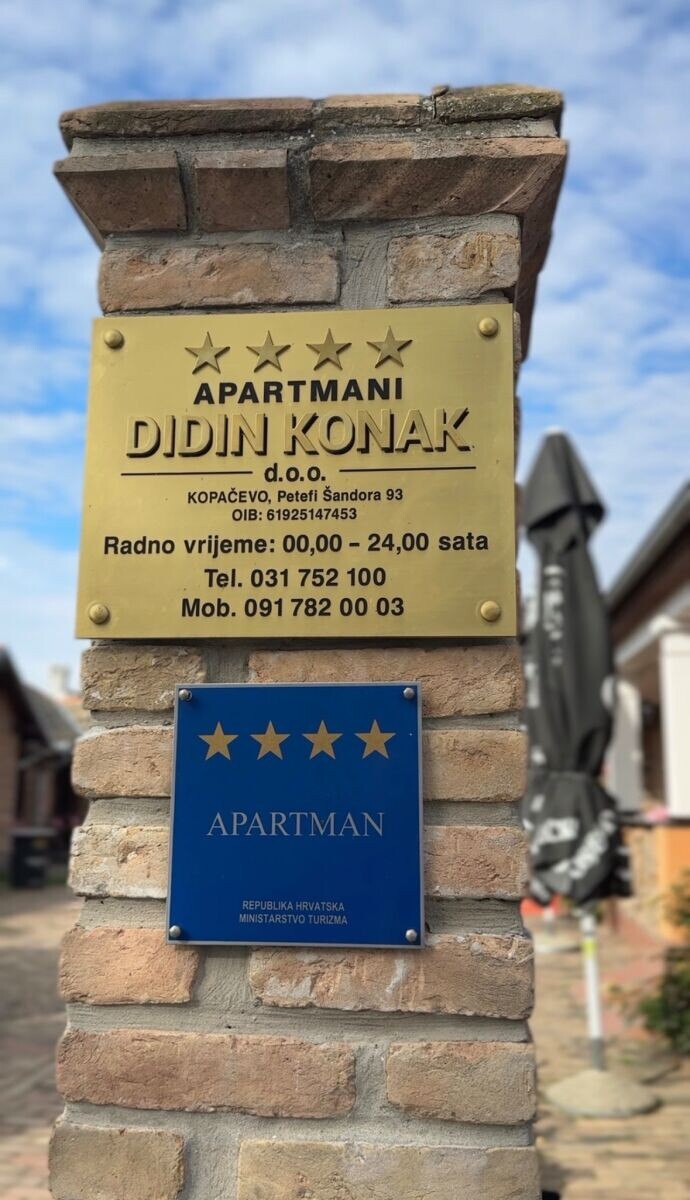 APARTMANI
DIDIN KONAK
d.o.o.
KOPAČEVO, Petefi Šandora 93
OIB: 61925147453
Radno vrijeme: 00,00 - 24,00 sata
Tel. 031 752 100
Mob. 091 782 00 03
APARTMAN
REPUBLIKA HRVATSKA
MINISTARSTVO TURIZMA